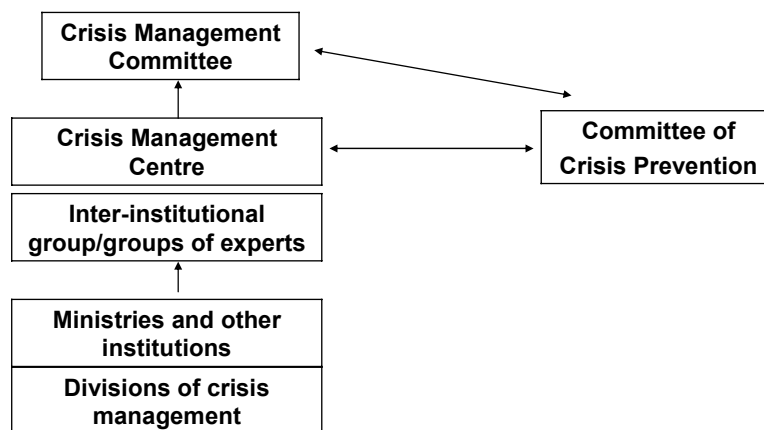 Crisis Management
Committee
Crisis Management
Centre
Committee of
Crisis Prevention
Inter-institutional
group/groups of experts
Ministries and other
institutions
Divisions of crisis
management